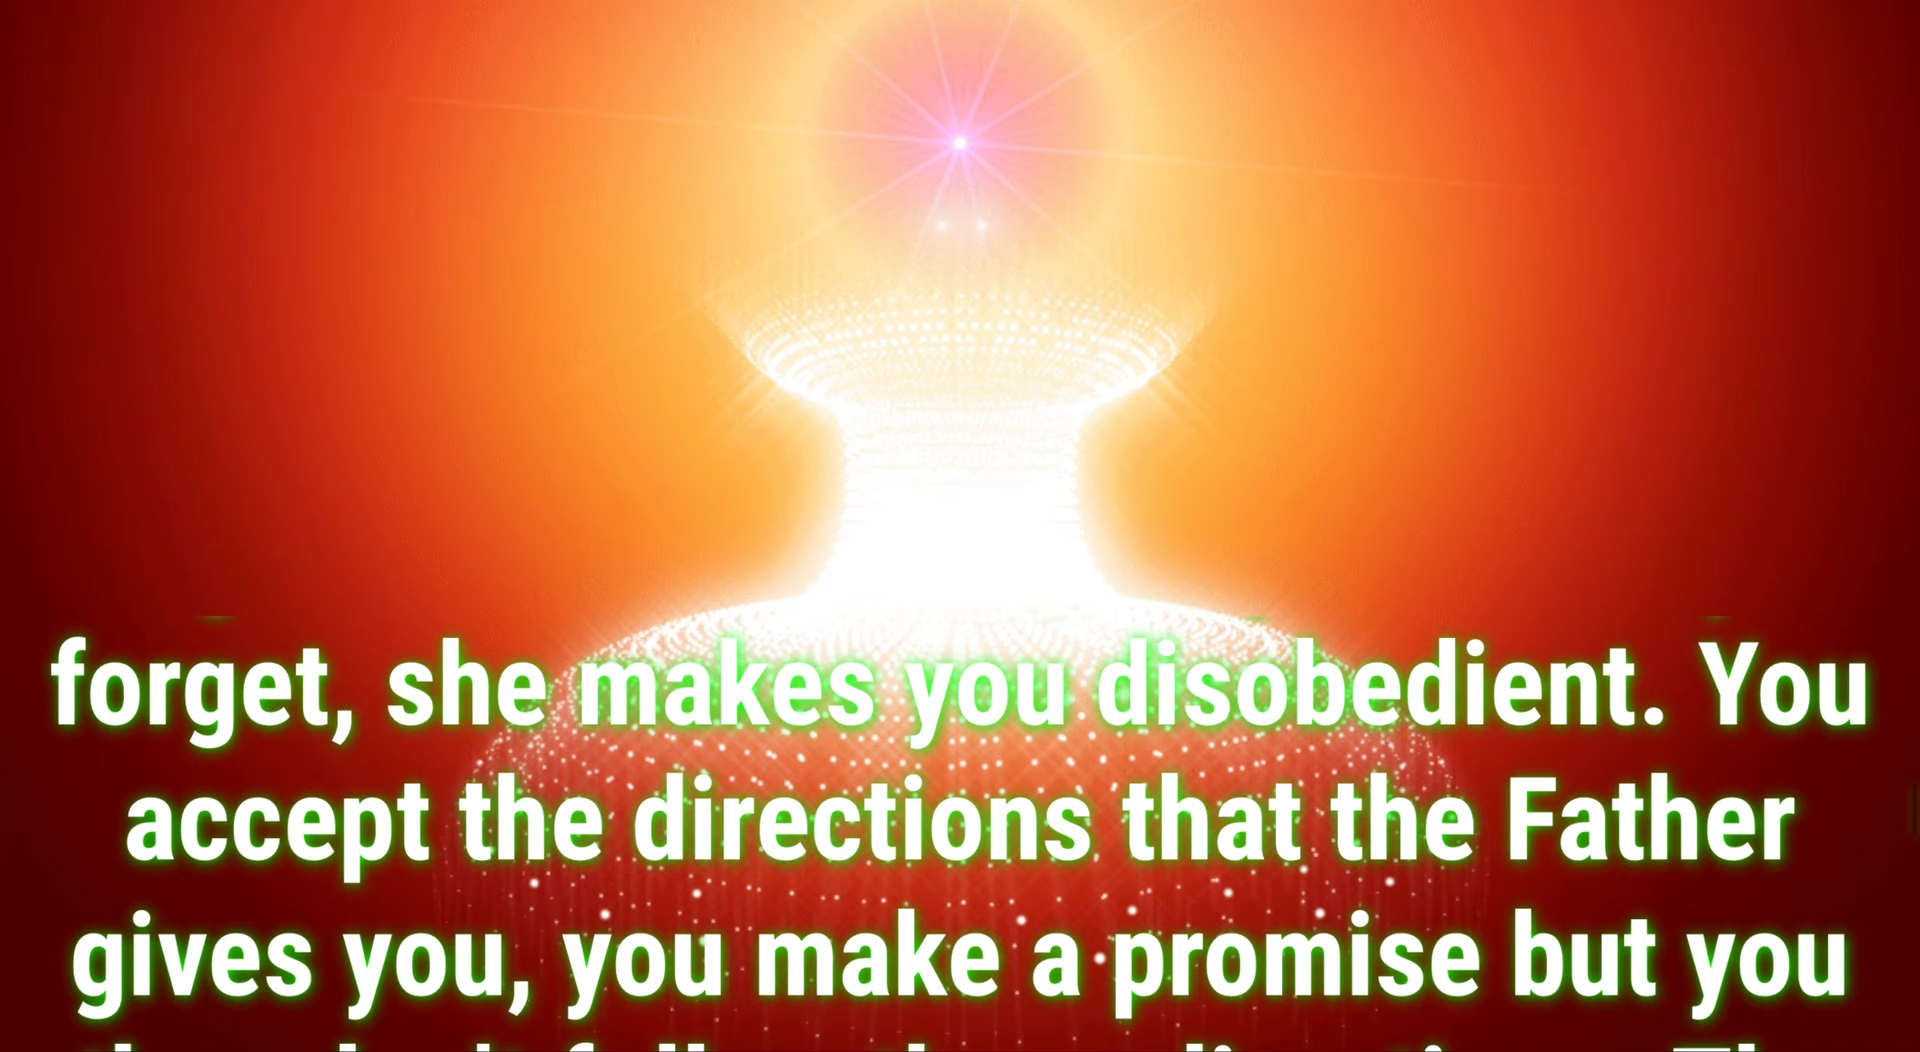 forget, she makes you disobedient. You
accept the directions that the Father
gives you, you make a promise but you